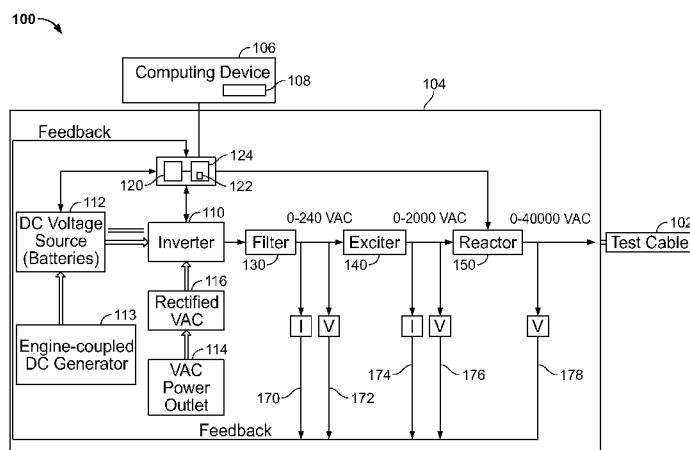 100
106
Computing Device
108
104
Feedback
124
120
122
112
110
0-240 VAC
0-2000 VAC
0-40000 VAC
102
DC Voltage
Source
(Batteries)
Inverter
Filter
Exciter
Reactor
Test Cable
130
140
150
116
Rectified
VAC
I
V
I
V
V
113
Engine-coupled
DC Generator
114
VAC
Power
Outlet
170
172
174
176
178
Feedback